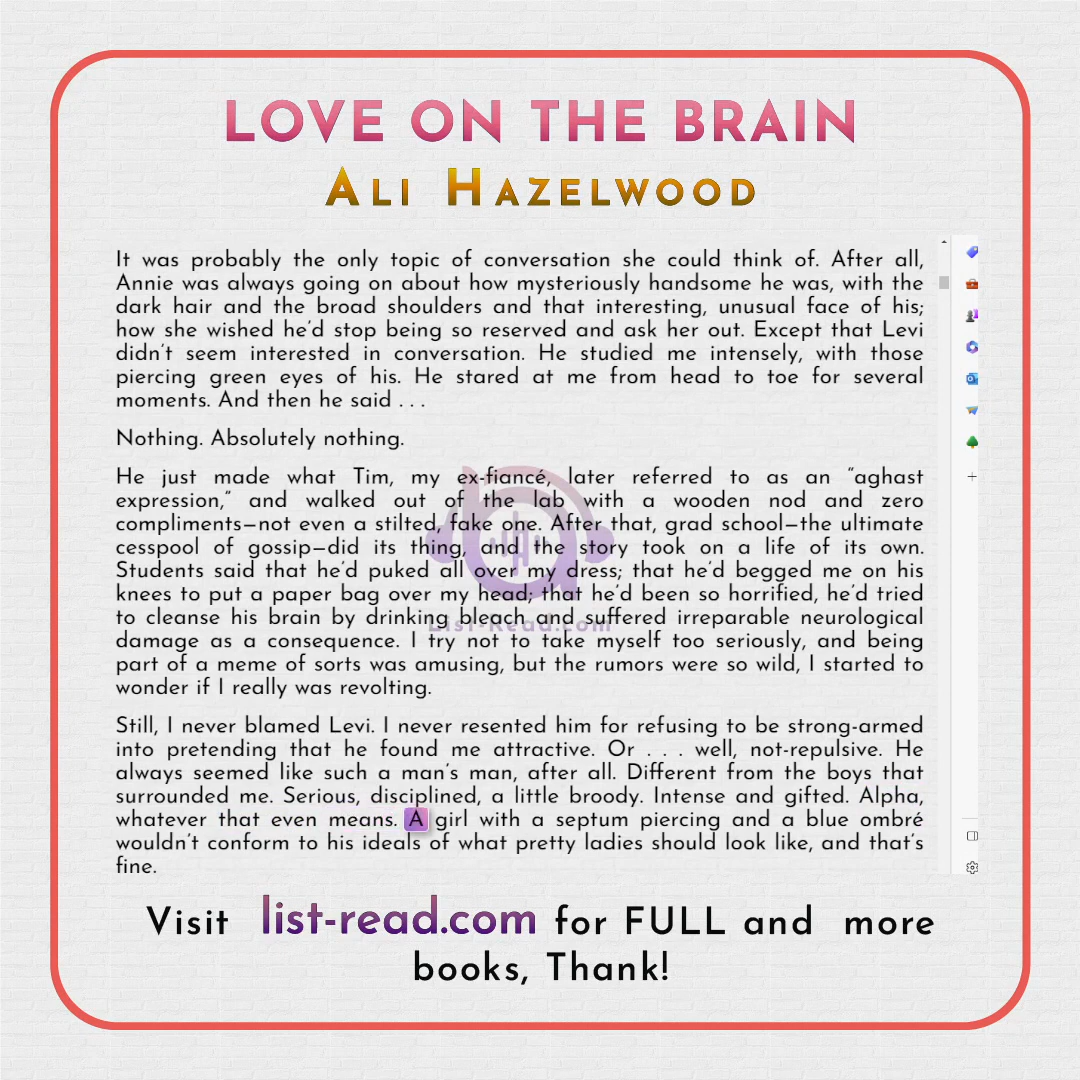 LOVE ON THE BRAIN
ALI HAZELWOOD
It was probably the only topic of conversation she could think of. After all,
Annie was always going on about how mysteriously handsome he was, with the
dark hair and the broad shoulders and that interesting, unusual face of his;
how she wished he'd stop being so reserved and ask her out. Except that Levi
didn't seem interested in conversation. He studied me intensely, with those
piercing green eyes of his. He stared at me from head to toe for several
moments. And then he said . . .
Nothing. Absolutely nothing.
He just made what Tim, my ex-fiancé, later referred to as an “aghast
expression,” and walked out of the lab with a wooden nod and zero
compliments—not even a stilted, fake one. After that, grad school—the ultimate
cesspool of gossip—did its thing, and the story took on a life of its own.
Students said that he'd puked all over my dress; that he'd begged me on his
knees to put a paper bag over my head; that he'd been so horrified, he'd tried
to cleanse his brain by drinking bleach and suffered irreparable neurological
damage as a consequence. I try not to take myself too seriously, and being
part of a meme of sorts was amusing, but the rumors were so wild, I started to
wonder if I really was revolting.
List-Read.com
Still, I never blamed Levi. I never resented him for refusing to be strong-armed
into pretending that he found me attractive. Or . . . well, not-repulsive. He
always seemed like such a man's man, after all. Different from the boys that
surrounded me. Serious, disciplined, a little broody. Intense and gifted. Alpha,
whatever that even means. A girl with a septum piercing and a blue ombré
wouldn't conform to his ideals of what pretty ladies should look like, and that's
fine.
Visit list-read.com for FULL and more
books, Thank!